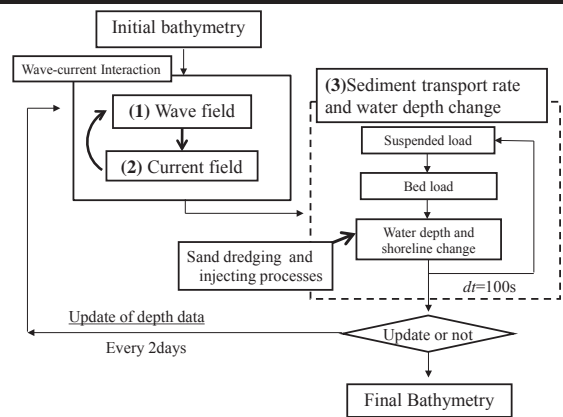 Initial bathymetry
Wave-current Interaction
(1) Wave field
(2) Current field
(3)Sediment transport rate
and water depth change
Suspended load
Bed load
Water depth and
shoreline change
Sand dredging and
injecting processes
dt=100s
Update of depth data
Every 2days
Update or not
Final Bathymetry